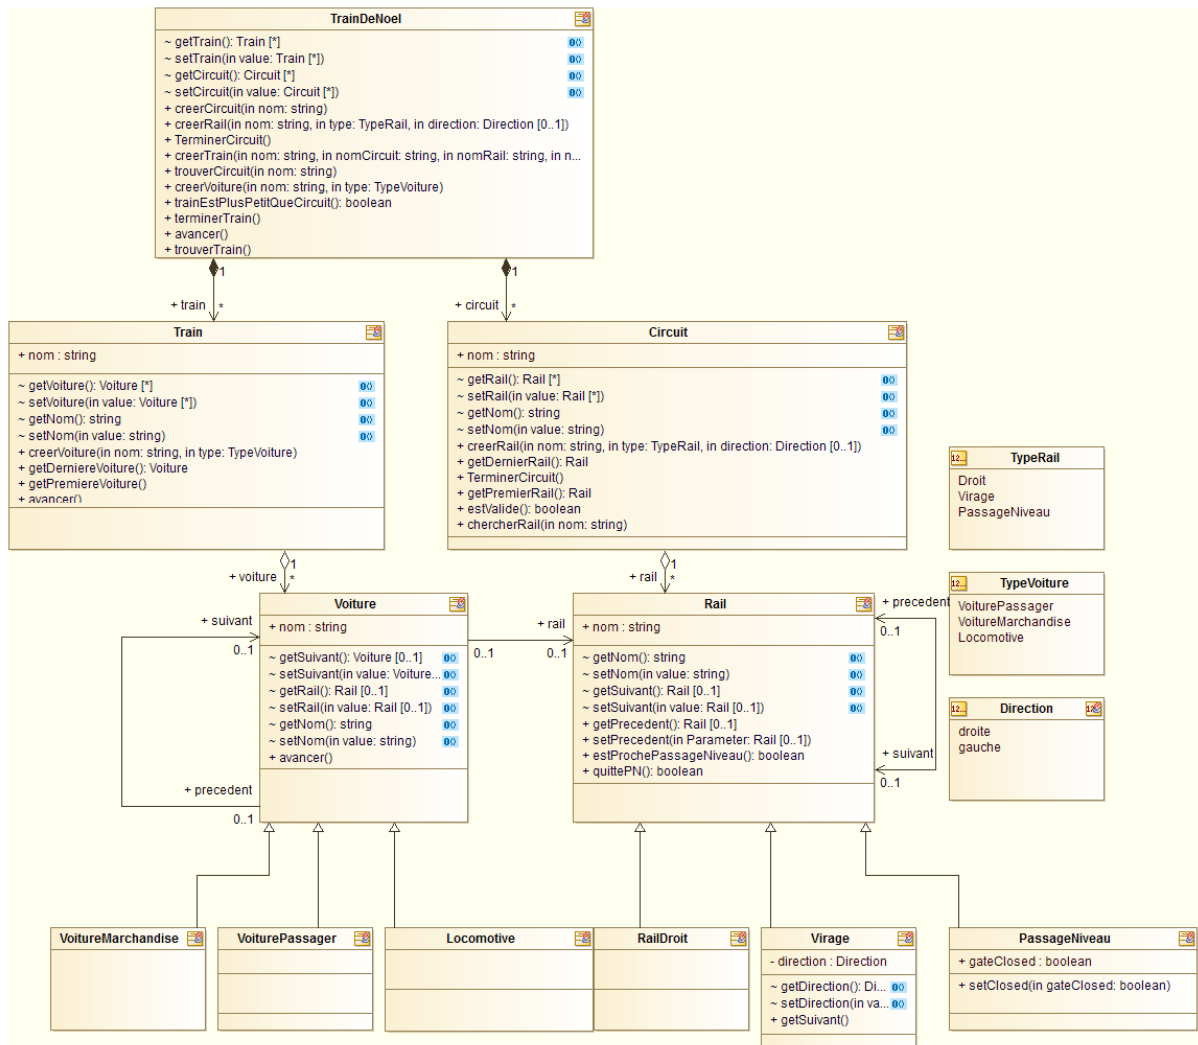 TrainDeNoel
~ getTrain(): Train [*]
~ setTrain(in value: Train [*])
~ getCircuit(): Circuit [*]
~ setCircuit(in value: Circuit [*])
+ creerCircuit(in nom: string)
+ creerRail(in nom: string, in type: TypeRail, in direction: Direction [0..1])
+ TerminerCircuit()
+ creerTrain(in nom: string, in nomCircuit: string, in nomRail: string, in n...
+ trouverCircuit(in nom: string)
+ creerVoiture(in nom: string, in type: TypeVoiture)
+ trainEstPlusPetitQueCircuit(): boolean
+ terminerTrain()
+ avancer()
+ trouverTrain()
1
+ train
*
1
+ circuit
*
Train
+ nom : string
~ getVoiture(): Voiture [*]
~ setVoiture(in value: Voiture [*])
~ getNom(): string
~ setNom(in value: string)
+ creerVoiture(in nom: string, in type: TypeVoiture)
+ getDerniereVoiture(): Voiture
+ getPremiereVoiture()
+ avancer()
Circuit
+ nom : string
~ getRail(): Rail [*]
~ setRail(in value: Rail [*])
~ getNom(): string
~ setNom(in value: string)
+ creerRail(in nom: string, in type: TypeRail, in direction: Direction [0..1])
+ getDernierRail(): Rail
+ TerminerCircuit()
+ getPremierRail(): Rail
+ estValide(): boolean
+ chercherRail(in nom: string)
TypeRail
Droit
Virage
PassageNiveau
1
+ voiture
*
1
+ rail
*
Voiture
+ nom : string
~ getSuivant(): Voiture [0..1]
~ setSuivant(in value: Voiture...
~ getRail(): Rail [0..1]
~ setRail(in value: Rail [0..1])
~ getNom(): string
~ setNom(in value: string)
+ avancer()
+ suivant
0..1
+ precedent
0..1
+ rail
0..1
0..1
Rail
+ nom : string
~ getNom(): string
~ setNom(in value: string)
~ getSuivant(): Rail [0..1]
~ setSuivant(in value: Rail [0..1])
+ getPrecedent(): Rail [0..1]
+ setPrecedent(in Parameter: Rail [0..1])
+ estProchePassageNiveau(): boolean
+ quittePN(): boolean
+ precedent
0..1
+ suivant
0..1
TypeVoiture
VoiturePassager
VoitureMarchandise
Locomotive
Direction
droite
gauche
VoitureMarchandise
VoiturePassager
Locomotive
RailDroit
Virage
- direction : Direction
~ getDirection(): Di...
~ setDirection(in va...
+ getSuivant()
PassageNiveau
+ gateClosed : boolean
+ setClosed(in gateClosed: boolean)